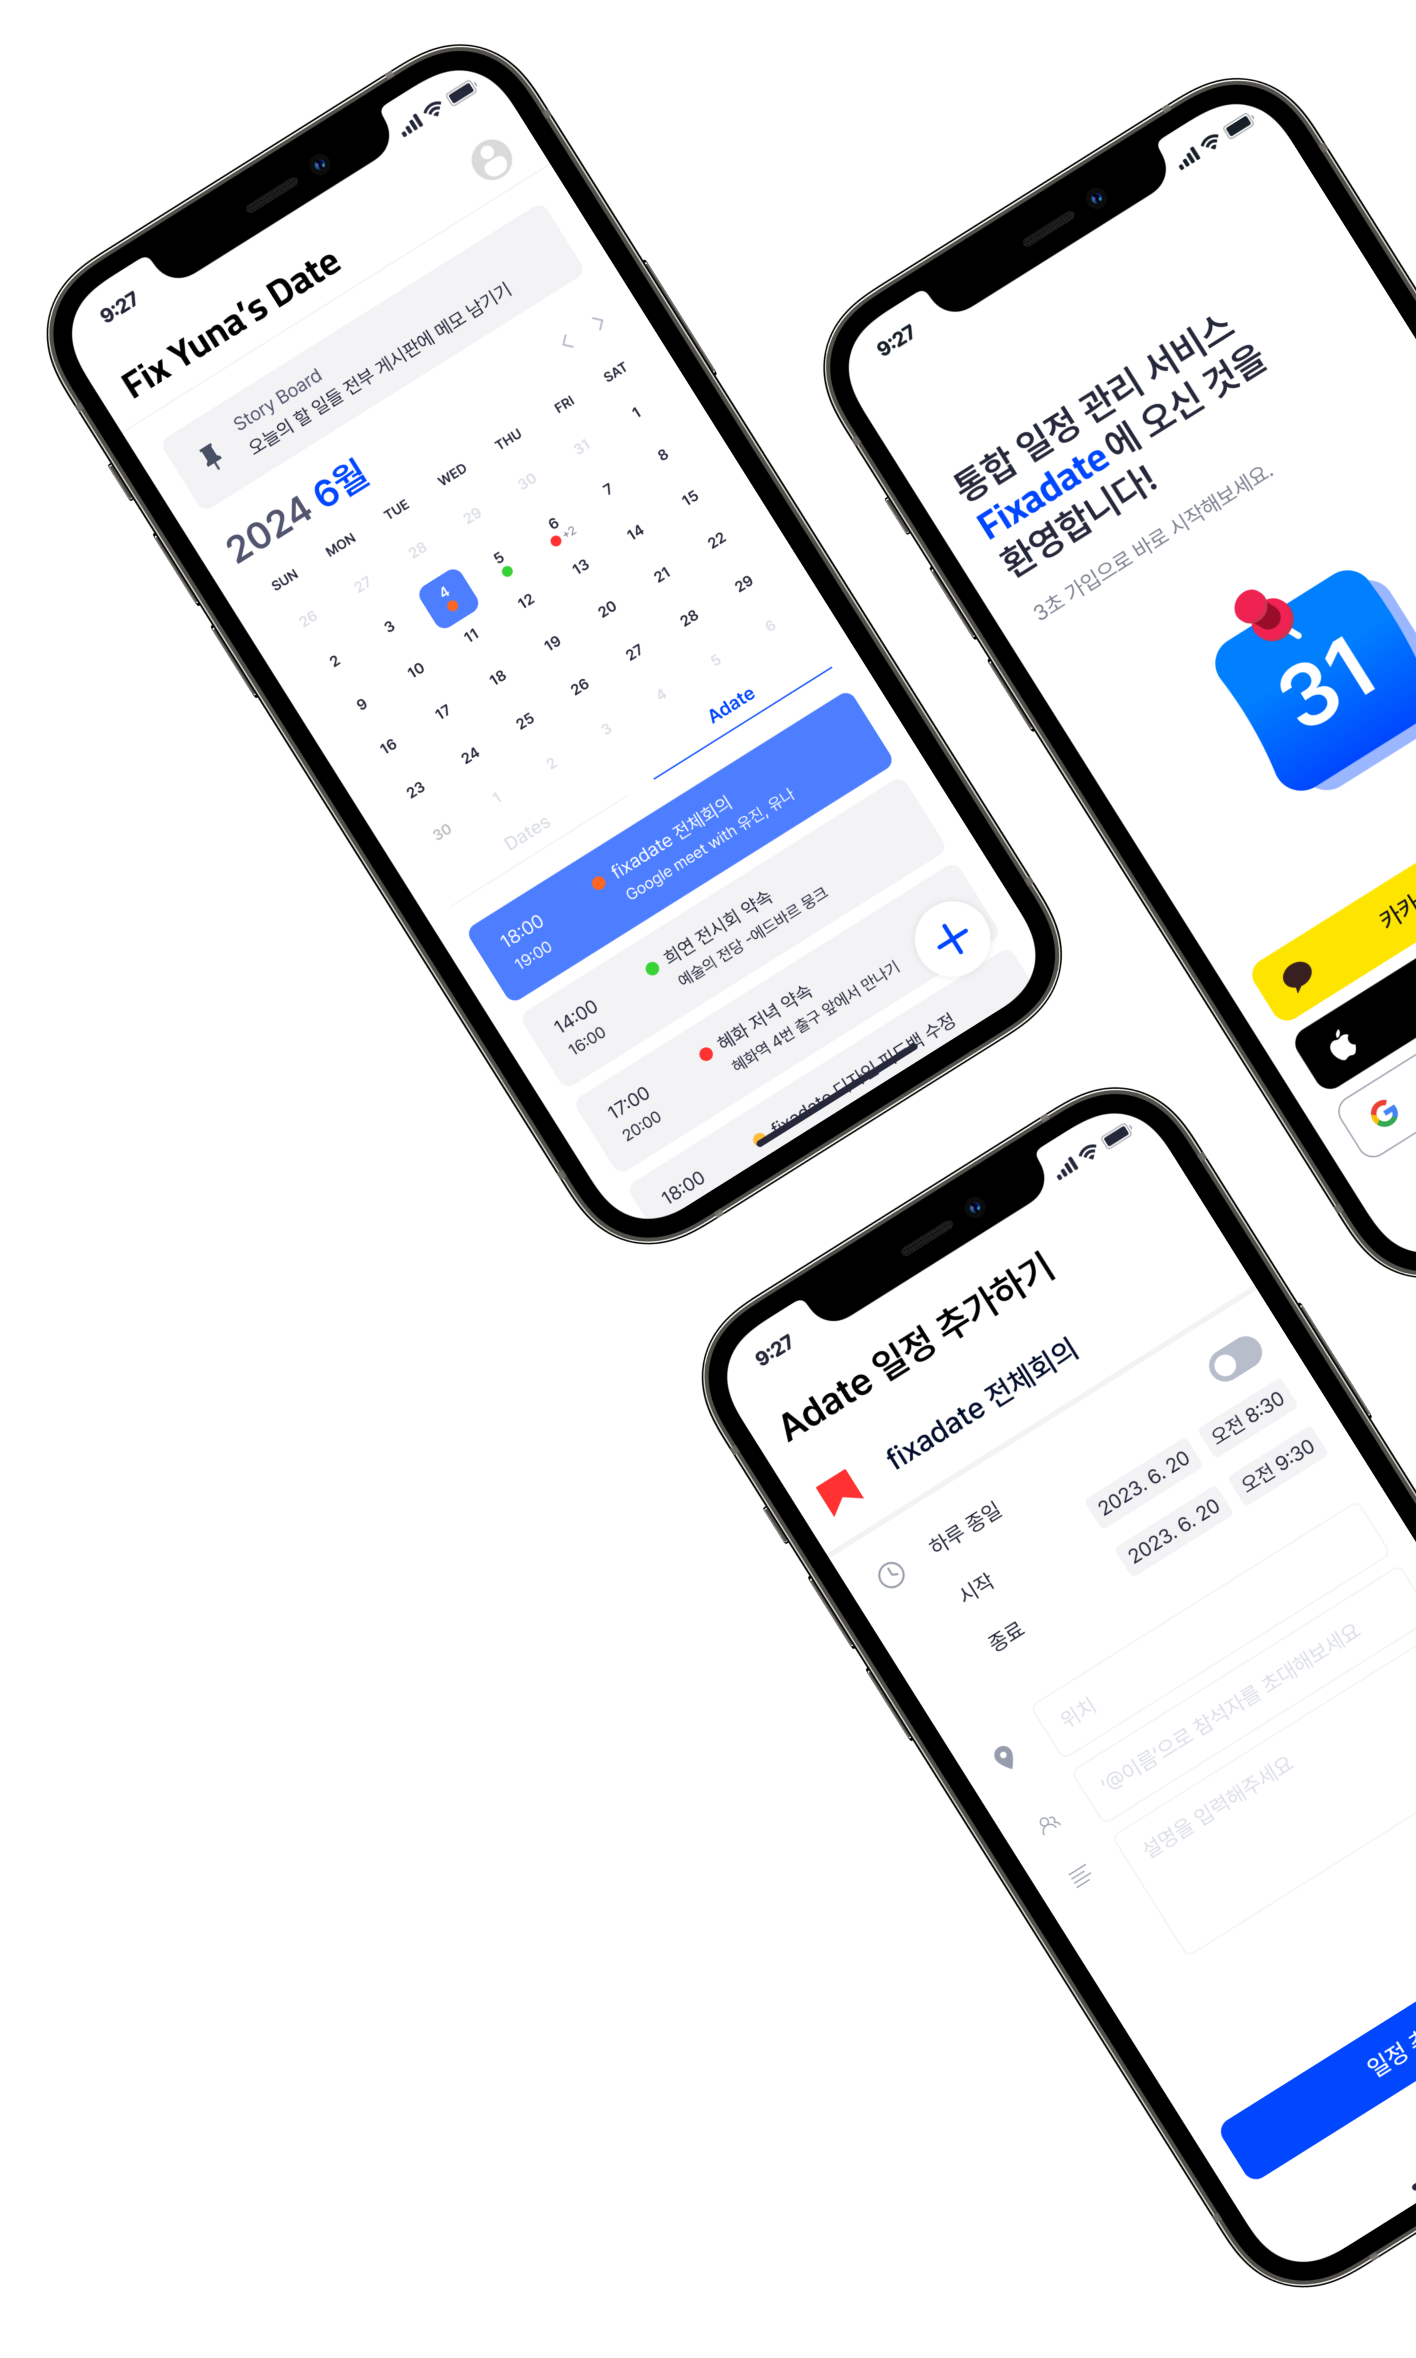 9:27
Fix Yuna's Date
Story Board
오늘의 할 일들 전부 게시판에 메모 남기기
2024 6월
< >
SUN MON TUE WED THU FRI SAT
26 27 28 29 30 31 1
2 3 4 5 6 7 8
+2
9 10 11 12 13 14 15
16 17 18 19 20 21 22
23 24 25 26 27 28 29
30 1 2 3 4 5 6
Dates Adate
18:00 fixadate 전체회의
19:00 Google meet with 유진, 유나
14:00 희연 전시회 약속
16:00 예술의 전당 -에드바르 뭉크
17:00 혜화 저녁 약속
20:00 혜화역 4번 출구 앞에서 만나기
18:00 fixadate 디자인 피드백 수정
9:27
통합 일정 관리 서비스
Fixadate에 오신 것을
환영합니다!
3초 가입으로 바로 시작해보세요.
31
카카
9:27
Adate 일정 추가하기
fixadate 전체회의
하루 종일
시작 2023. 6. 20 오전 8:30
종료 2023. 6. 20 오전 9:30
위치
'@이름'으로 참석자를 초대해보세요
설명을 입력해주세요
일정